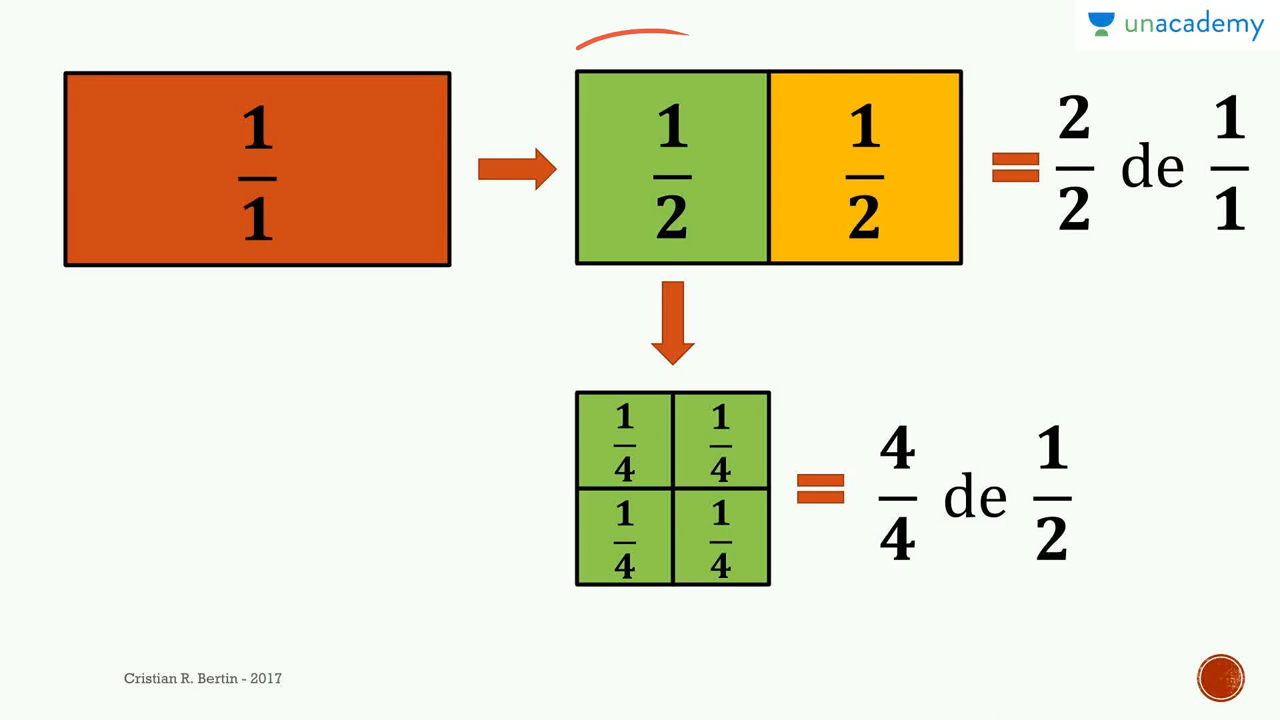 unacademy
1/1
1/2 1/2 = 2/2 de 1/1
1/4 1/4
1/4 1/4
= 4/4 de 1/2
Cristian R. Bertin - 2017